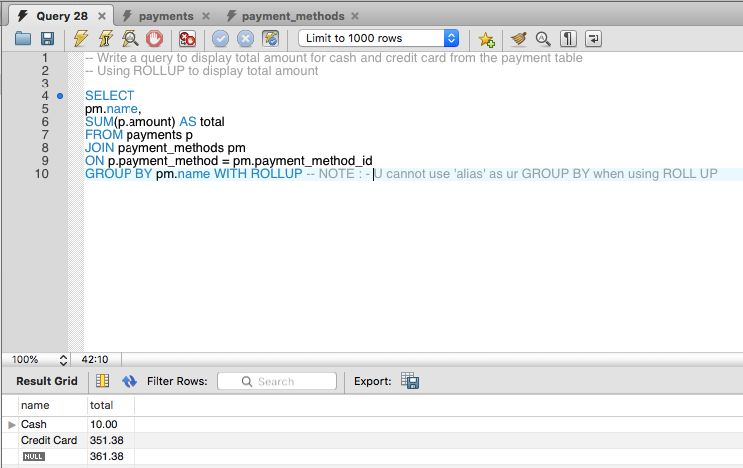 Query 28
payments
payment_methods
Limit to 1000 rows
1 -- Write a query to display total amount for cash and credit card from the payment table
2 -- Using ROLLUP to display total amount
3
4 SELECT
5 pm.name,
6 SUM(p.amount) AS total
7 FROM payments p
8 JOIN payment_methods pm
9 ON p.payment_method = pm.payment_method_id
10 GROUP BY pm.name WITH ROLLUP -- NOTE : - U cannot use 'alias' as ur GROUP BY when using ROLL UP
100% 42:10
Result Grid Filter Rows: Search Export:
name total
Cash 10.00
Credit Card 351.38
NULL 361.38